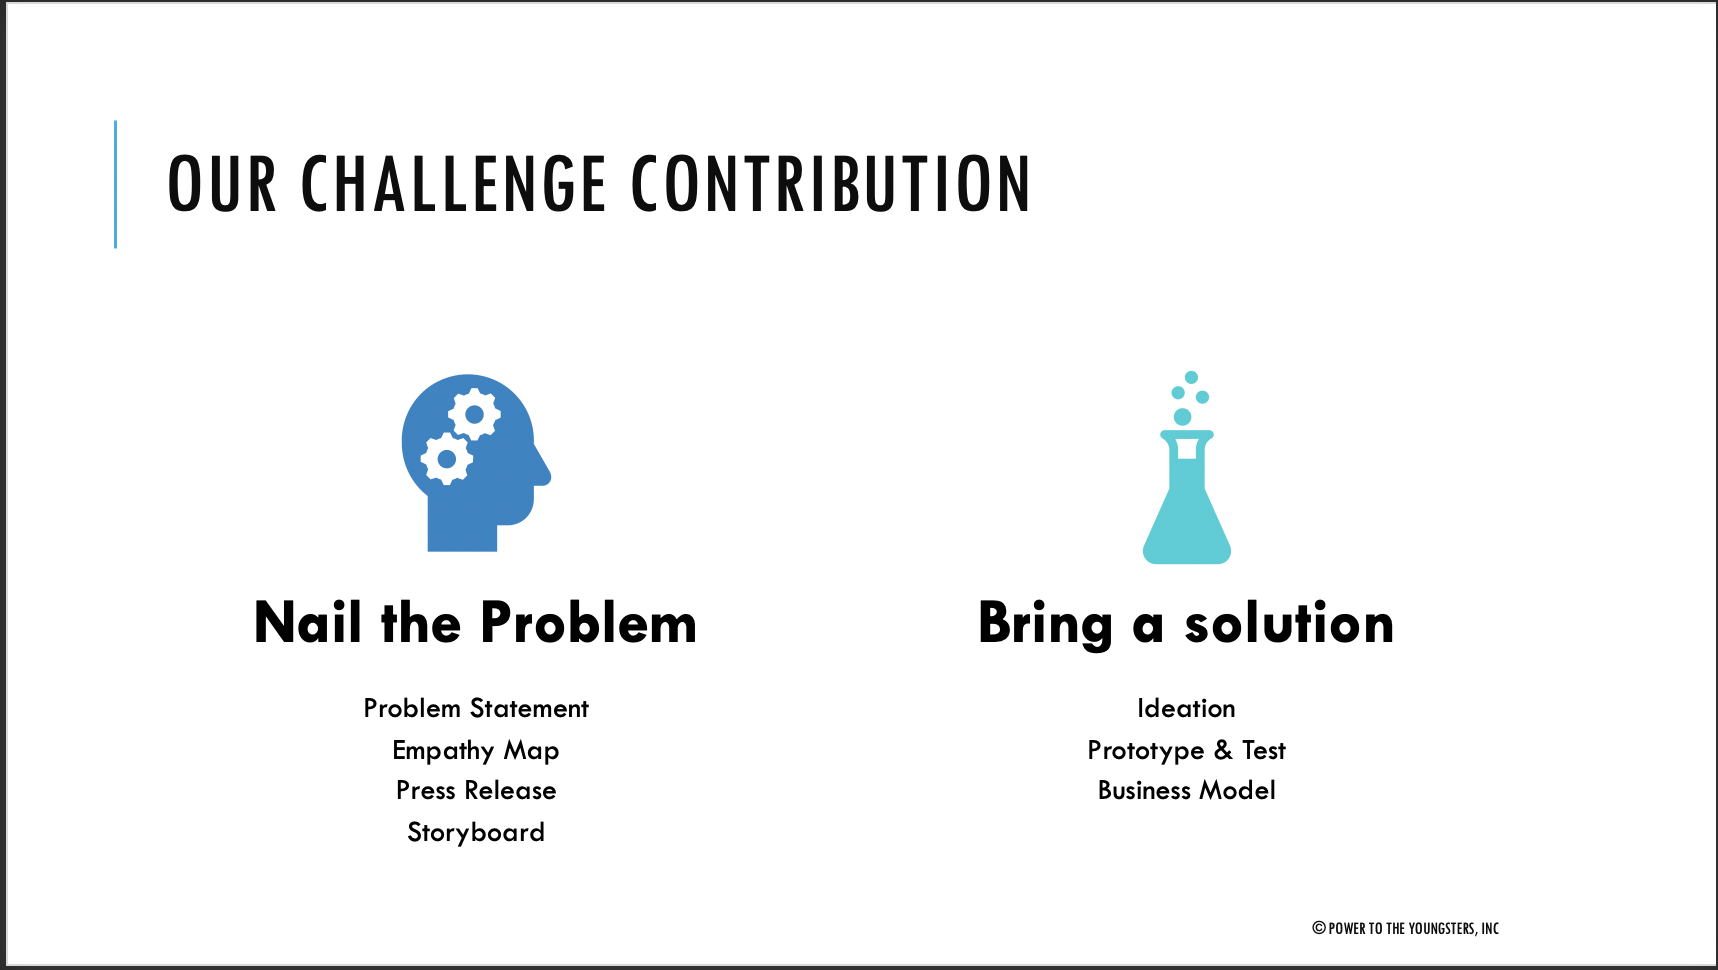 OUR CHALLENGE CONTRIBUTION
Nail the Problem
Problem Statement
Empathy Map
Press Release
Storyboard
Bring a solution
Ideation
Prototype & Test
Business Model
© POWER TO THE YOUNGSTERS, INC